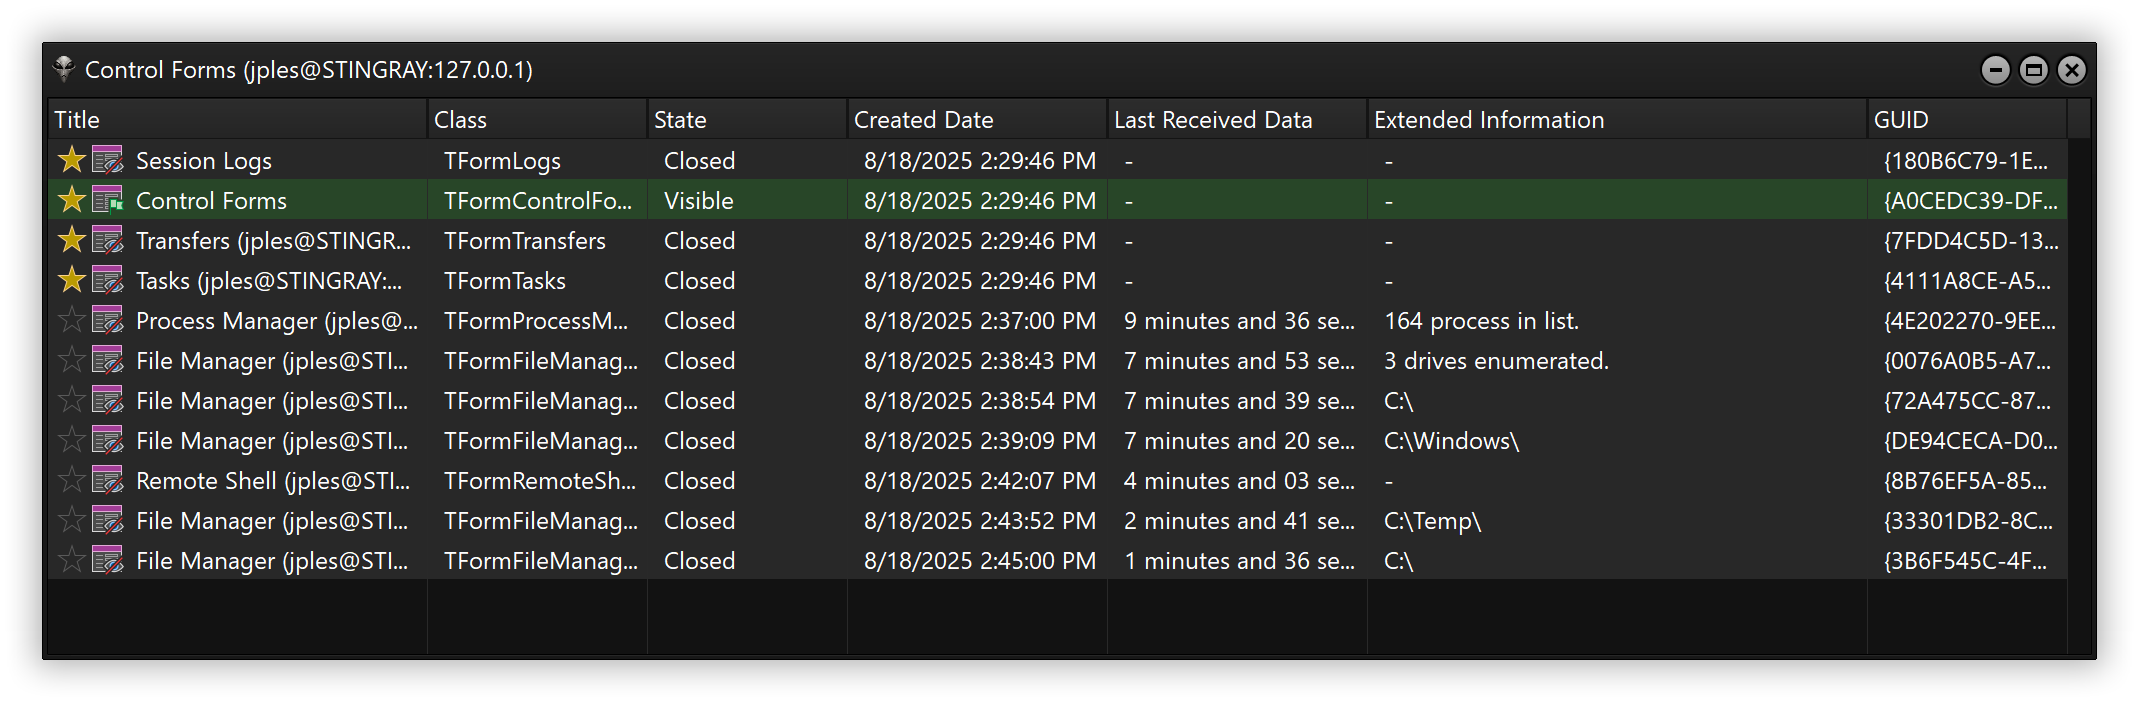 Control Forms (jples@STINGRAY:127.0.0.1)
Title Class State Created Date Last Received Data Extended Information GUID
Session Logs TFormLogs Closed 8/18/2025 2:29:46 PM - - {180B6C79-1E...
Control Forms TFormControlFo... Visible 8/18/2025 2:29:46 PM - - {A0CEDC39-DF...
Transfers (jples@STINGR... TFormTransfers Closed 8/18/2025 2:29:46 PM - - {7FDD4C5D-13...
Tasks (jples@STINGRAY:... TFormTasks Closed 8/18/2025 2:29:46 PM - - {4111A8CE-A5...
Process Manager (jples@... TFormProcessM... Closed 8/18/2025 2:37:00 PM 9 minutes and 36 se... 164 process in list. {4E202270-9EE...
File Manager (jples@STI... TFormFileManag... Closed 8/18/2025 2:38:43 PM 7 minutes and 53 se... 3 drives enumerated. {0076A0B5-A7...
File Manager (jples@STI... TFormFileManag... Closed 8/18/2025 2:38:54 PM 7 minutes and 39 se... C:\ {72A475CC-87...
File Manager (jples@STI... TFormFileManag... Closed 8/18/2025 2:39:09 PM 7 minutes and 20 se... C:\Windows\ {DE94CECA-D0...
Remote Shell (jples@STI... TFormRemoteSh... Closed 8/18/2025 2:42:07 PM 4 minutes and 03 se... - {8B76EF5A-85...
File Manager (jples@STI... TFormFileManag... Closed 8/18/2025 2:43:52 PM 2 minutes and 41 se... C:\Temp\ {33301DB2-8C...
File Manager (jples@STI... TFormFileManag... Closed 8/18/2025 2:45:00 PM 1 minutes and 36 se... C:\ {3B6F545C-4F...